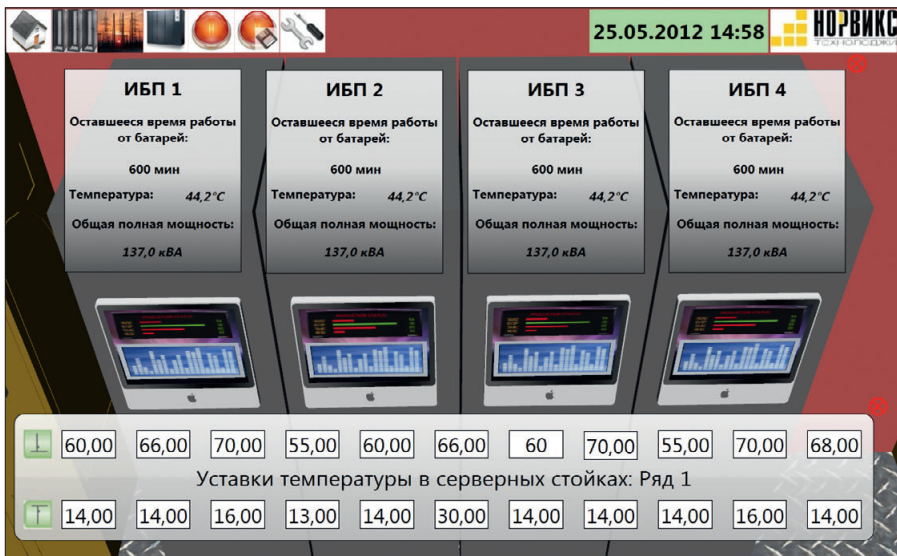 25.05.2012 14:58
НОРВИКС
ТЕХНОЛОДЖИ
ИБП 1
Оставшееся время работы
от батарей:
600 мин
Температура: 44,2°C
Общая полная мощность:
137,0 кВА
ИБП 2
Оставшееся время работы
от батарей:
600 мин
Температура: 44,2°C
Общая полная мощность:
137,0 кВА
ИБП 3
Оставшееся время работы
от батарей:
600 мин
Температура: 44,2°C
Общая полная мощность:
137,0 кВА
ИБП 4
Оставшееся время работы
от батарей:
600 мин
Температура: 44,2°C
Общая полная мощность:
137,0 кВА
60,00 66,00 70,00 55,00 60,00 66,00 60 70,00 55,00 70,00 68,00
Уставки температуры в серверных стойках: Ряд 1
14,00 14,00 16,00 13,00 14,00 30,00 14,00 14,00 14,00 16,00 14,00